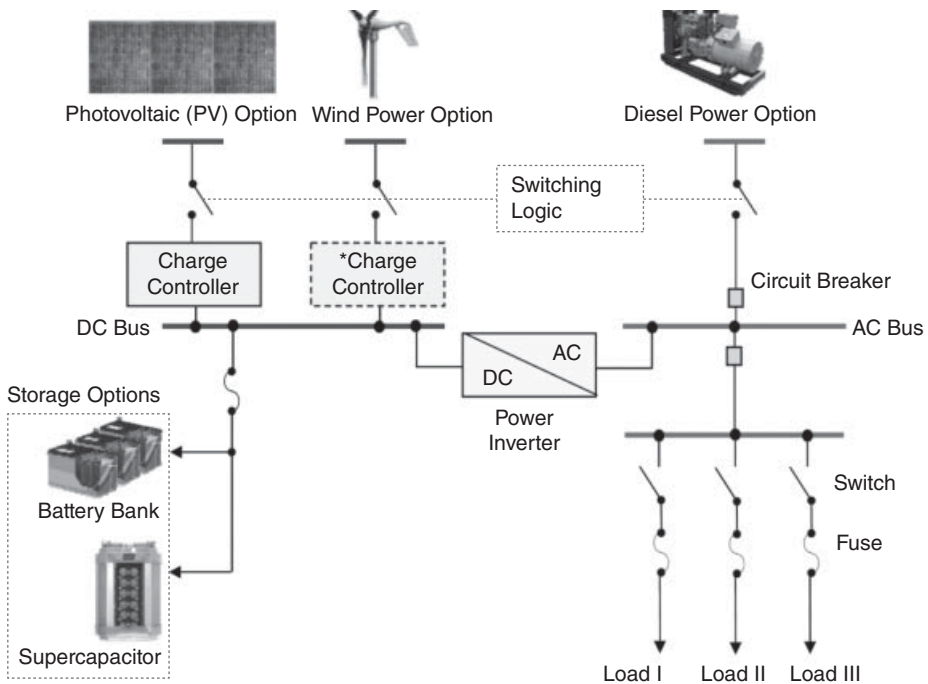 Photovoltaic (PV) Option
Wind Power Option
Diesel Power Option
Switching
Logic
Charge
Controller
*Charge
Controller
Circuit Breaker
DC Bus
AC Bus
AC
DC
Power
Inverter
Storage Options
Battery Bank
Supercapacitor
Switch
Fuse
Load I
Load II
Load III